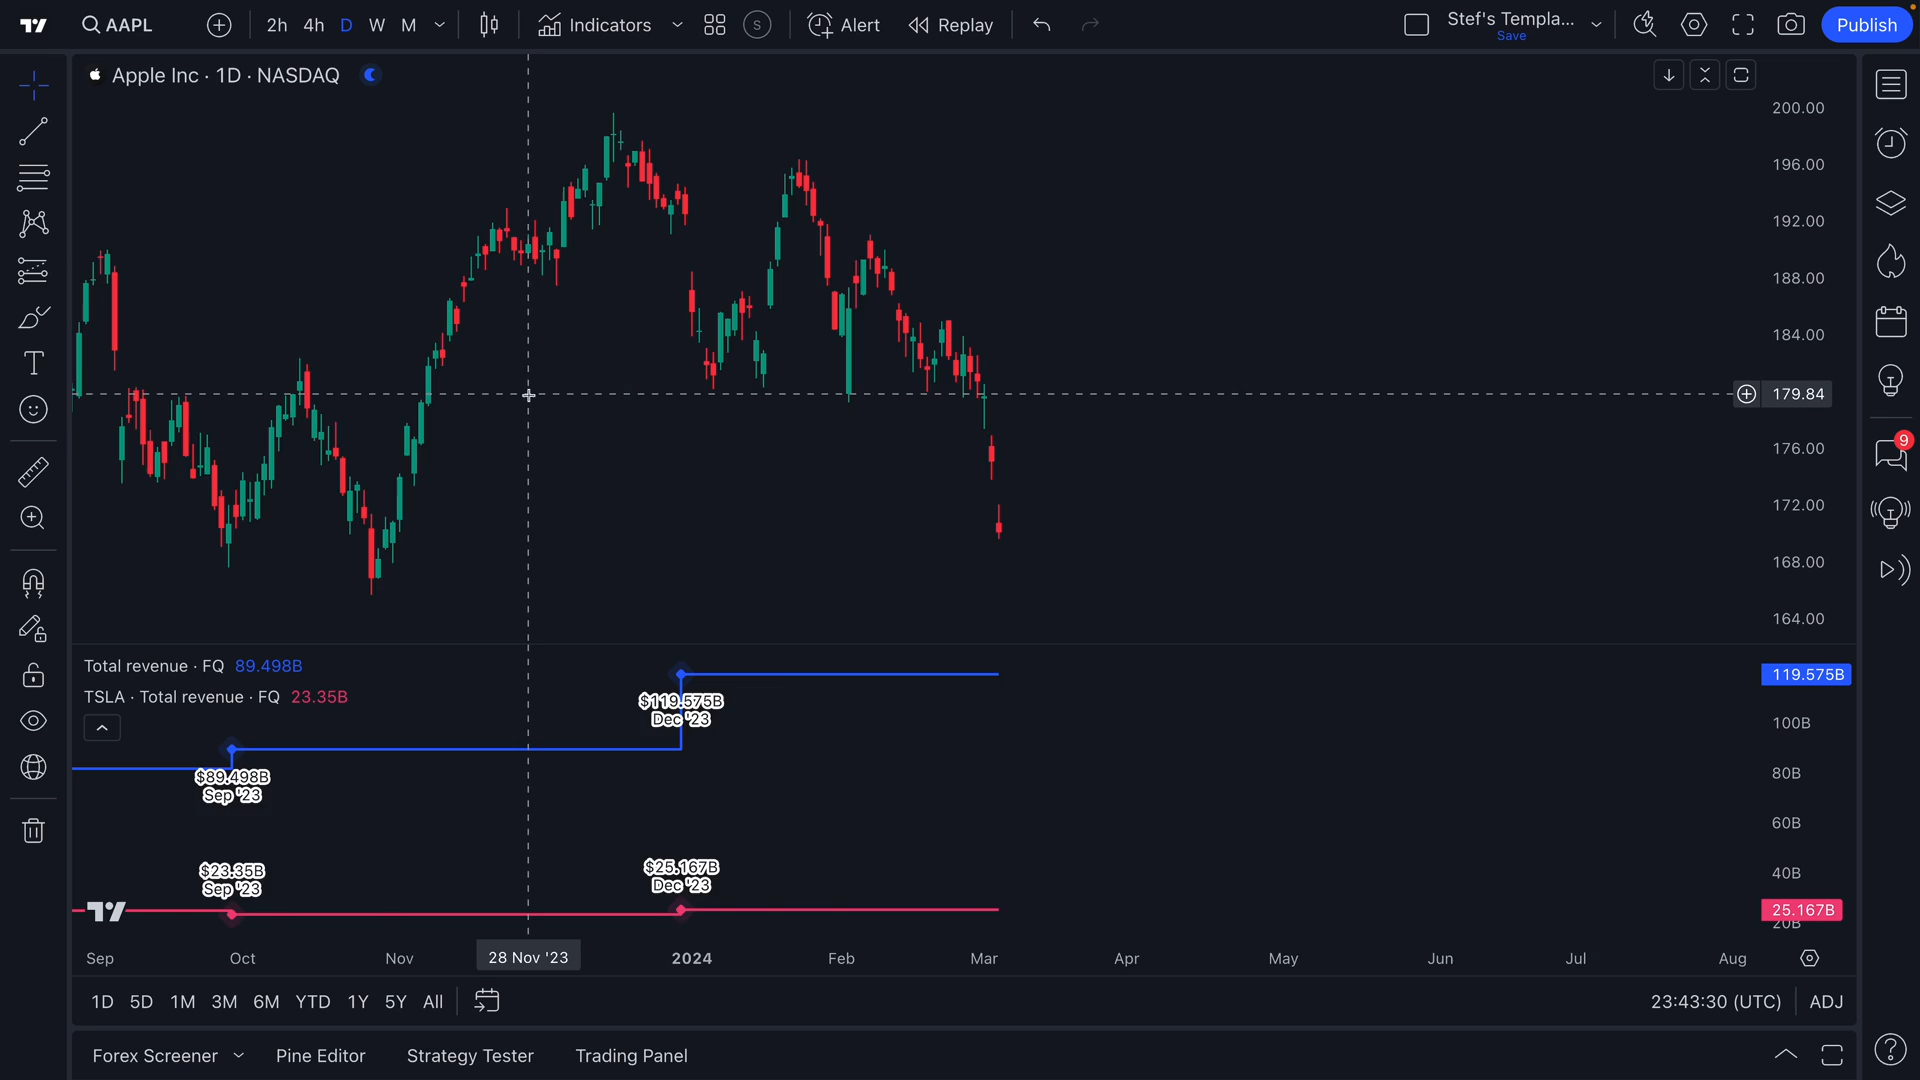 AAPL
2h 4h D W M
Indicators
S
Alert
Replay
Stef's Templa...
Save
Publish
Apple Inc · 1D · NASDAQ
200.00
196.00
192.00
188.00
184.00
179.84
176.00
172.00
168.00
164.00
9
Total revenue · FQ 89.498B
TSLA · Total revenue · FQ 23.35B
119.575B
100B
80B
60B
40B
25.167B
20B
$119.575B
Dec '23
$89.498B
Sep '23
$23.35B
Sep '23
$25.167B
Dec '23
Sep Oct Nov 28 Nov '23 2024 Feb Mar Apr May Jun Jul Aug
1D 5D 1M 3M 6M YTD 1Y 5Y All
23:43:30 (UTC) ADJ
Forex Screener Pine Editor Strategy Tester Trading Panel